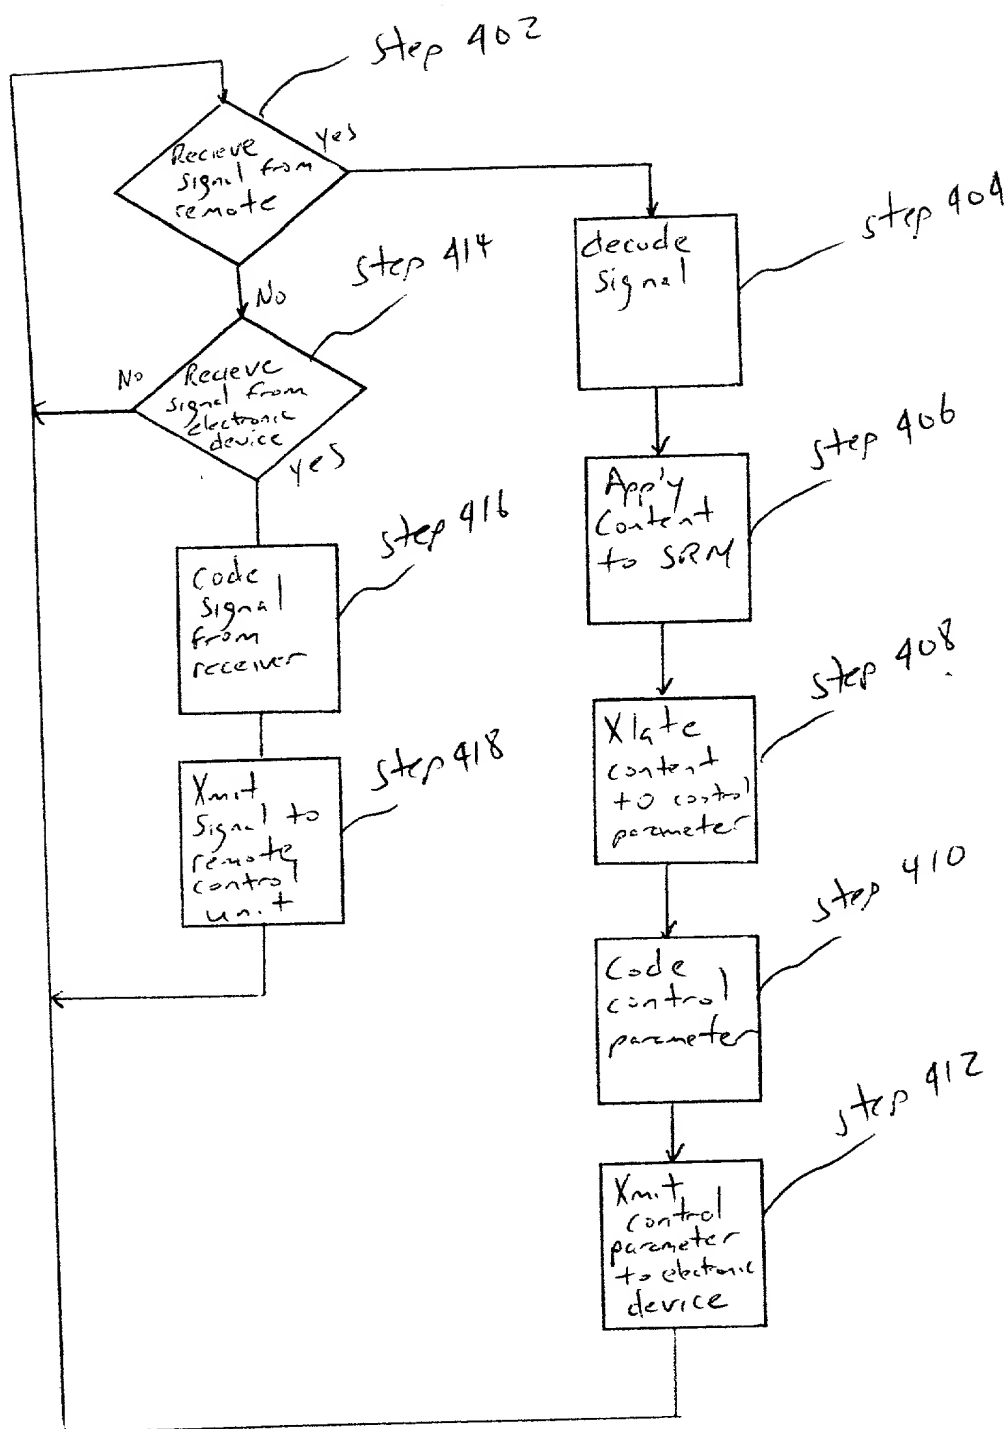 step 402
Recieve
signal from
remote
yes
step 404
decode
signal
step 414
No
No
Recieve
signal from
electronic
device
yes
step 406
Apply
Content
to SRM
step 416
Code
signal
from
receiver
step 408
Xlate
content
to control
parameter
step 418
Xmit
signal to
remote
control
unit
step 410
Code
control
parameter
step 412
Xmit
control
parameter
to electronic
device